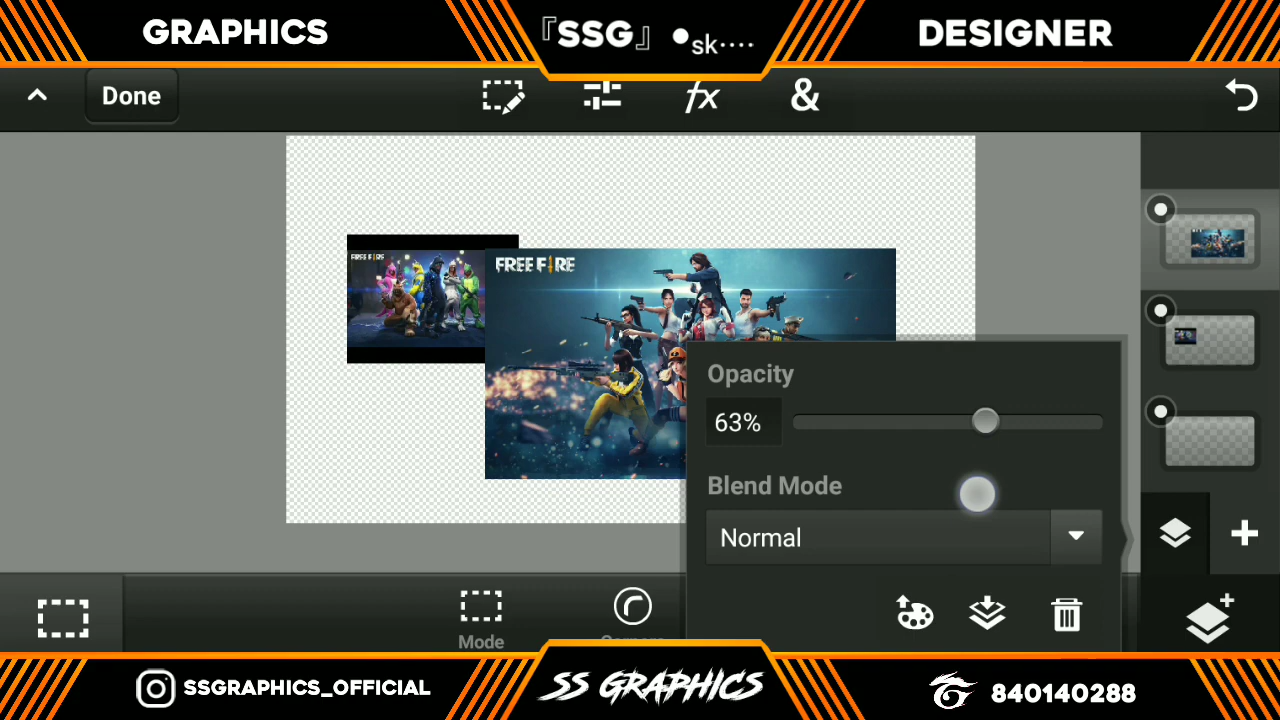 GRAPHICS
『SSG』 ●sk····
DESIGNER
Done
fx
&
FREE FIRE
FREE FIRE
Opacity
63%
Blend Mode
Normal
Mode
SSGRAPHICS_OFFICIAL
SS GRAPHICS
840140288